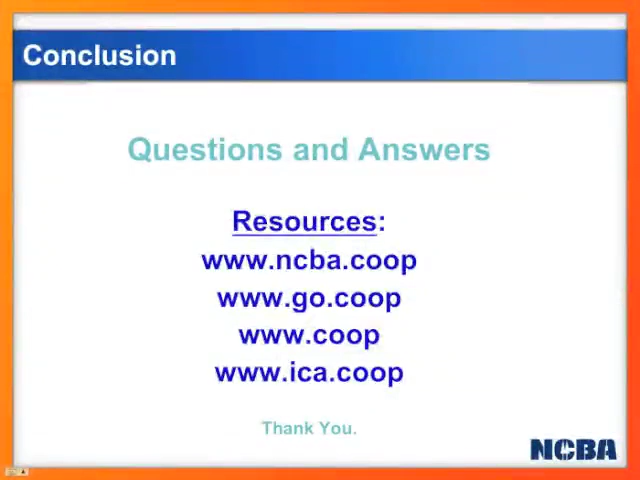 Conclusion
Questions and Answers
Resources:
www.ncba.coop
www.go.coop
www.coop
www.ica.coop
Thank You.
NCBA